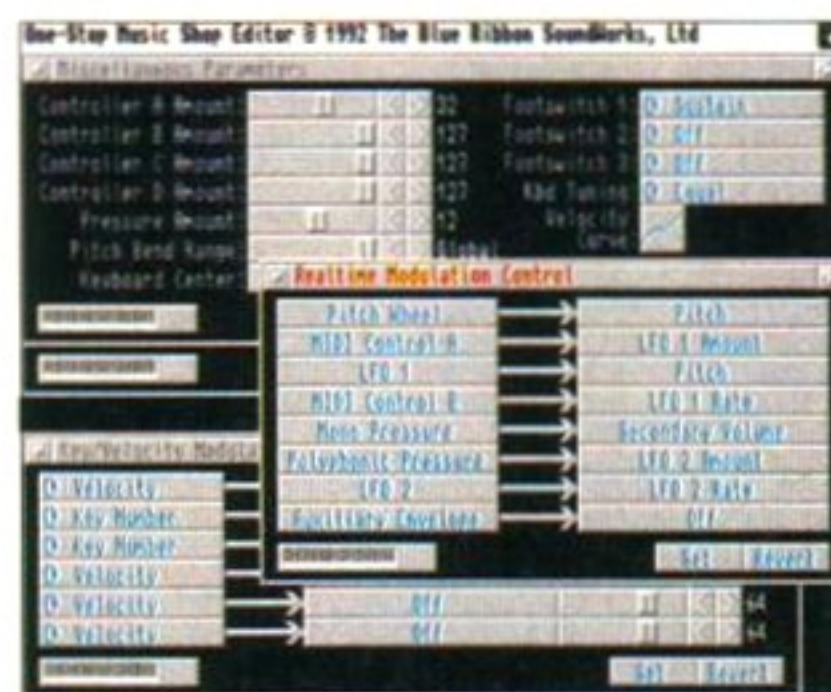 One-Stop Music Shop Editor © 1992 The Blue Ribbon SoundWorks, Ltd
Miscellaneous Parameters
Controller A Amount 32
Controller B Amount 127
Controller C Amount 127
Controller D Amount 127
Pressure Amount 12
Pitch Bend Range Global
Keyboard Center
Footswitch 1 Sustain
Footswitch 2 Off
Footswitch 3 Off
Kbd Tuning Equal
Velocity
Curve
Realtime Modulation Control
Pitch Wheel Pitch
MIDI Control A LFO 1 Amount
LFO 1 Pitch
MIDI Control B LFO 1 Rate
Mono Pressure Secondary Volume
Polyphonic Pressure LFO 2 Amount
LFO 2 LFO 2 Rate
Auxiliary Envelope Off
Get Revert
Key/Velocity Modula
Velocity
Key Number
Key Number
Velocity
Velocity Off 64
Velocity Off 64
Get Revert